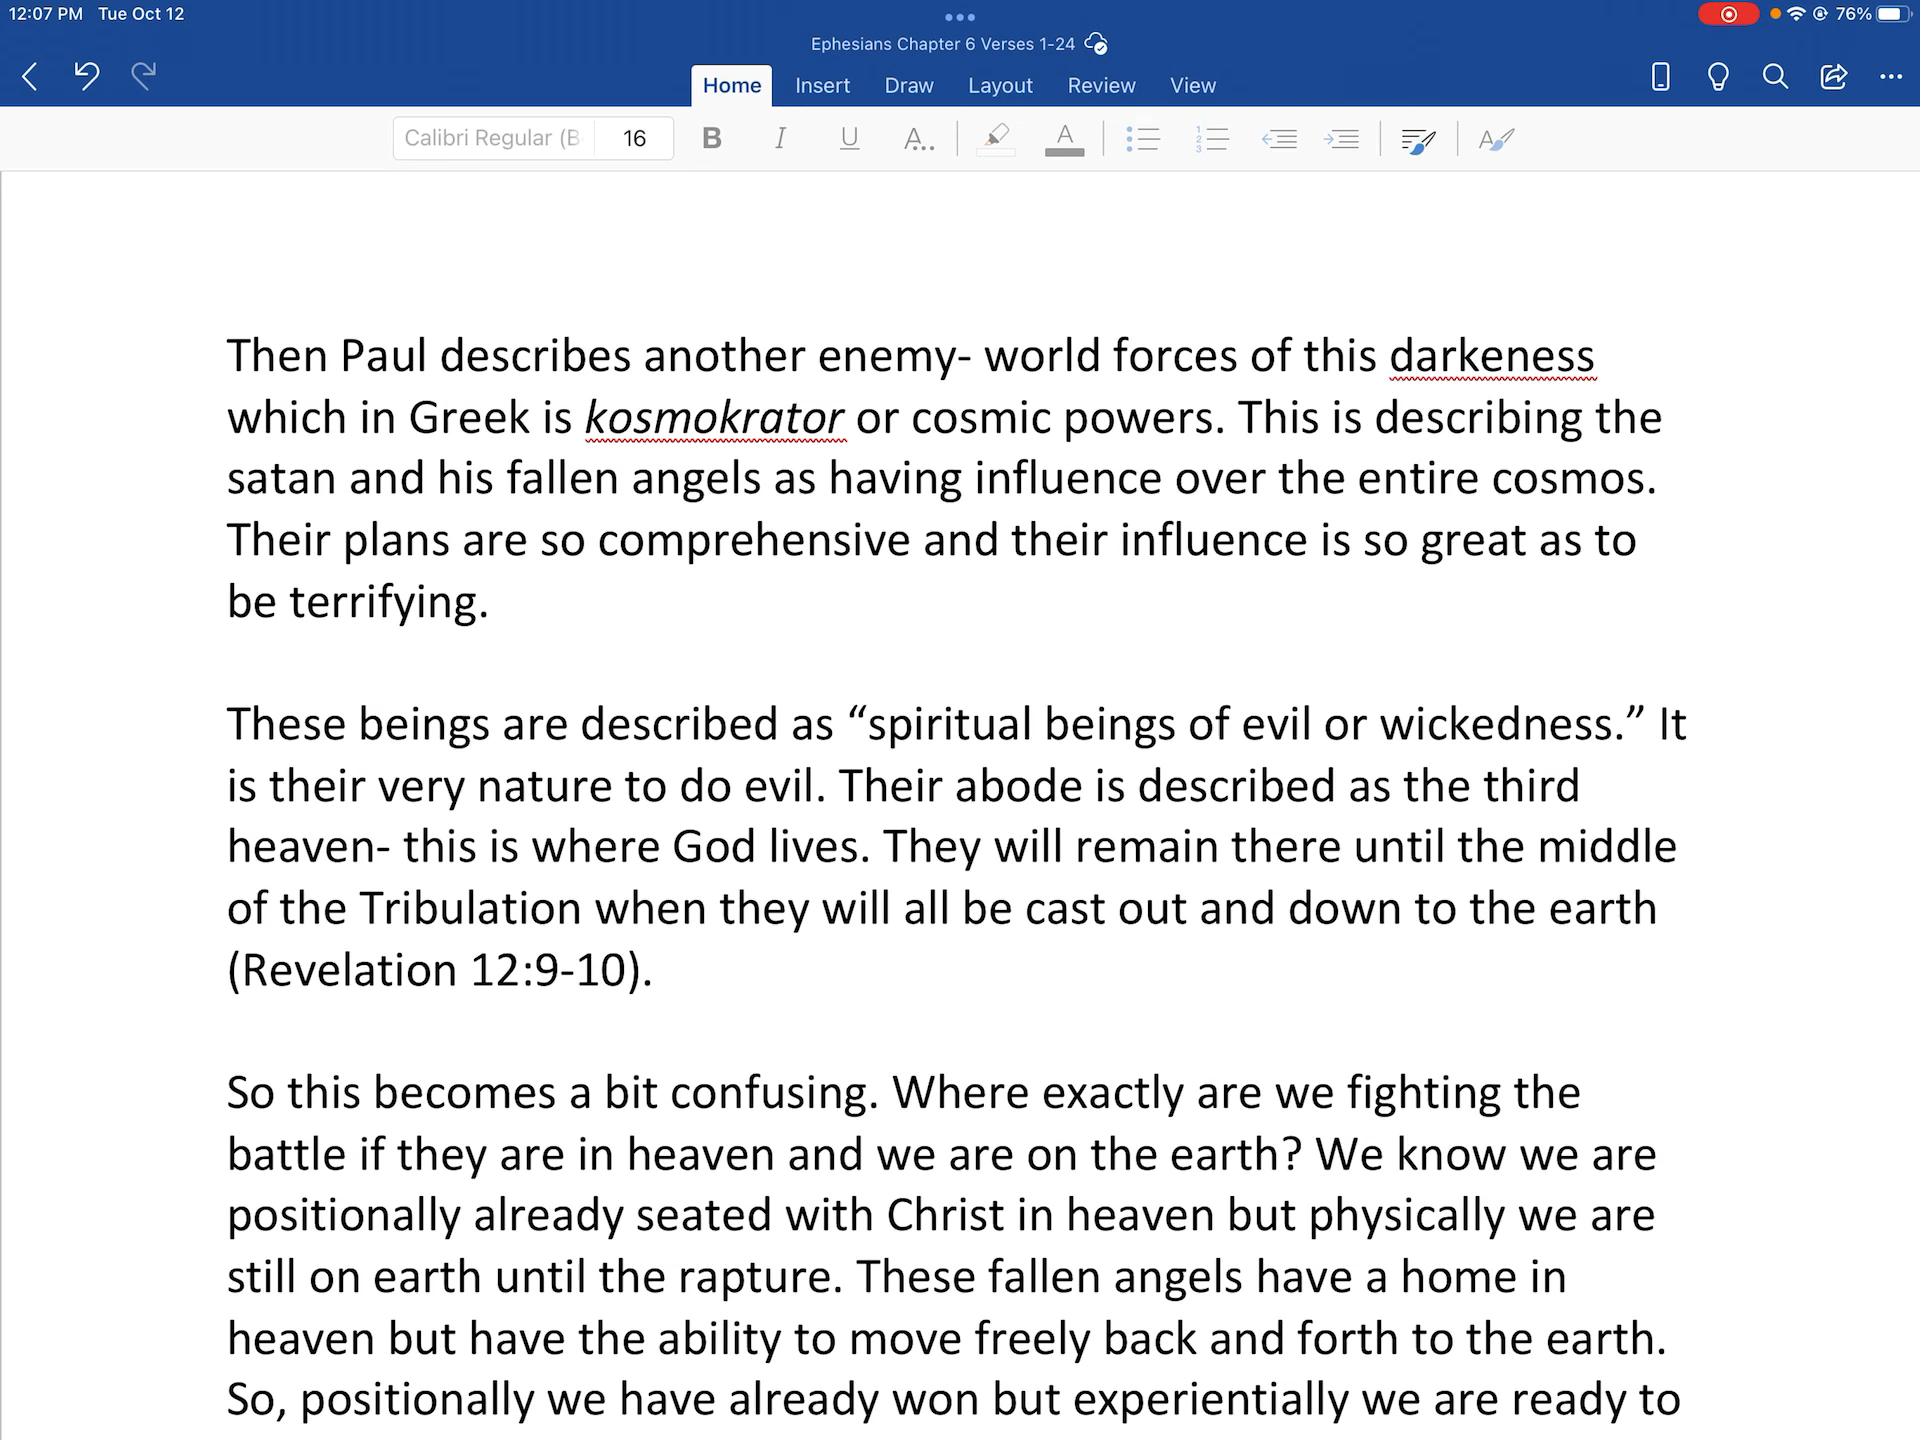 12:07 PM Tue Oct 12
76%
Ephesians Chapter 6 Verses 1-24
Home Insert Draw Layout Review View
Calibri Regular (B 16 B I U A..
Then Paul describes another enemy- world forces of this darkeness
which in Greek is kosmokrator or cosmic powers. This is describing the
satan and his fallen angels as having influence over the entire cosmos.
Their plans are so comprehensive and their influence is so great as to
be terrifying.
These beings are described as “spiritual beings of evil or wickedness.” It
is their very nature to do evil. Their abode is described as the third
heaven- this is where God lives. They will remain there until the middle
of the Tribulation when they will all be cast out and down to the earth
(Revelation 12:9-10).
So this becomes a bit confusing. Where exactly are we fighting the
battle if they are in heaven and we are on the earth? We know we are
positionally already seated with Christ in heaven but physically we are
still on earth until the rapture. These fallen angels have a home in
heaven but have the ability to move freely back and forth to the earth.
So, positionally we have already won but experientially we are ready to